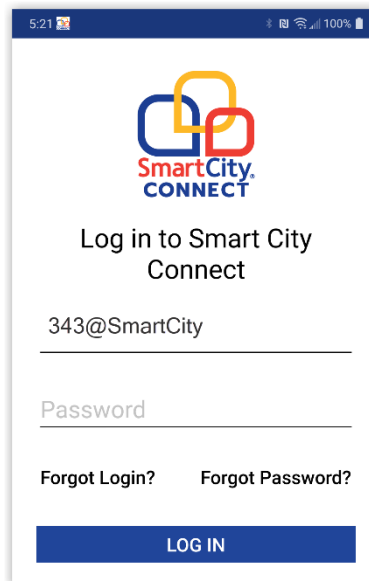 5:21 100%
SmartCity®
CONNECT
Log in to Smart City
Connect
343@SmartCity
Password
Forgot Login? Forgot Password?
LOG IN